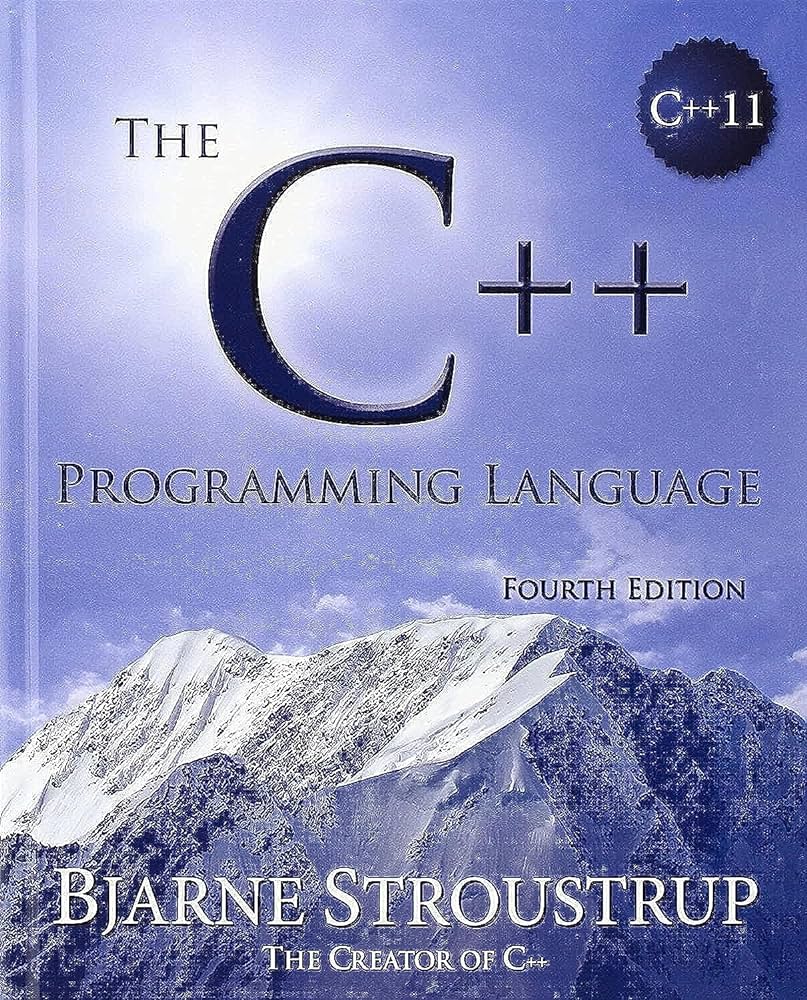 C++11
THE
C++
PROGRAMMING LANGUAGE
FOURTH EDITION
BJARNE STROUSTRUP
THE CREATOR OF C++